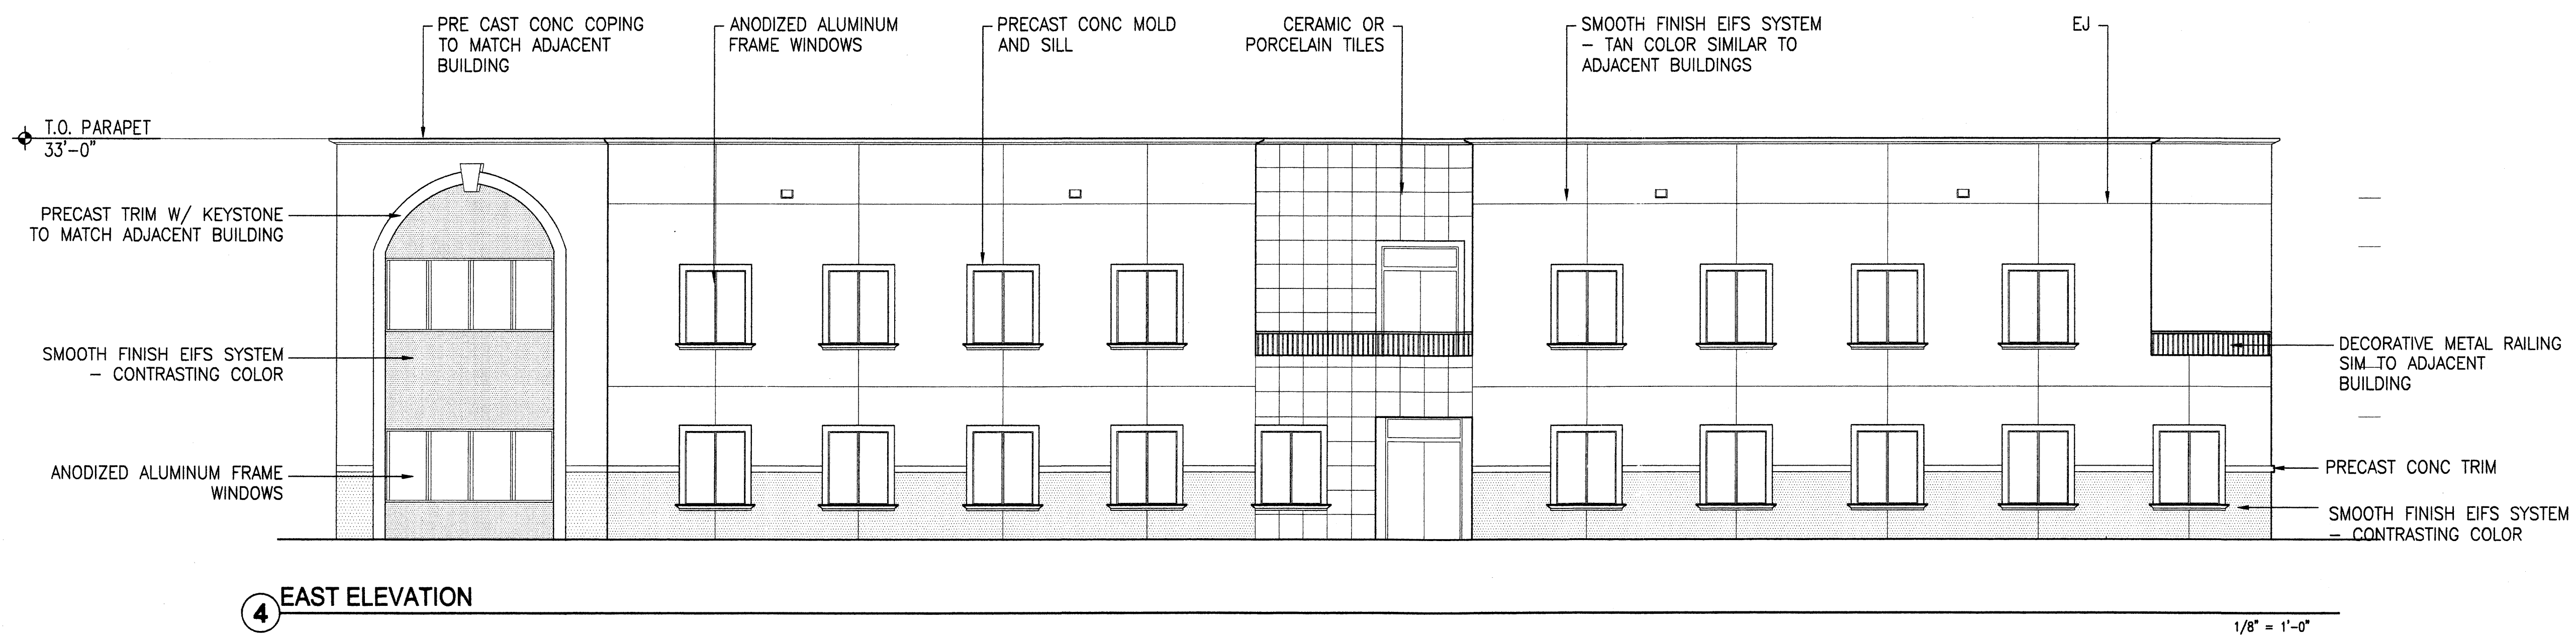 PRE CAST CONC COPING
TO MATCH ADJACENT
BUILDING
ANODIZED ALUMINUM
FRAME WINDOWS
PRECAST CONC MOLD
AND SILL
CERAMIC OR
PORCELAIN TILES
SMOOTH FINISH EIFS SYSTEM
– TAN COLOR SIMILAR TO
ADJACENT BUILDINGS
EJ
T.O. PARAPET
33'-0"
PRECAST TRIM W/ KEYSTONE
TO MATCH ADJACENT BUILDING
SMOOTH FINISH EIFS SYSTEM
– CONTRASTING COLOR
ANODIZED ALUMINUM FRAME
WINDOWS
DECORATIVE METAL RAILING
SIM TO ADJACENT
BUILDING
PRECAST CONC TRIM
SMOOTH FINISH EIFS SYSTEM
– CONTRASTING COLOR
4 EAST ELEVATION
1/8" = 1'-0"